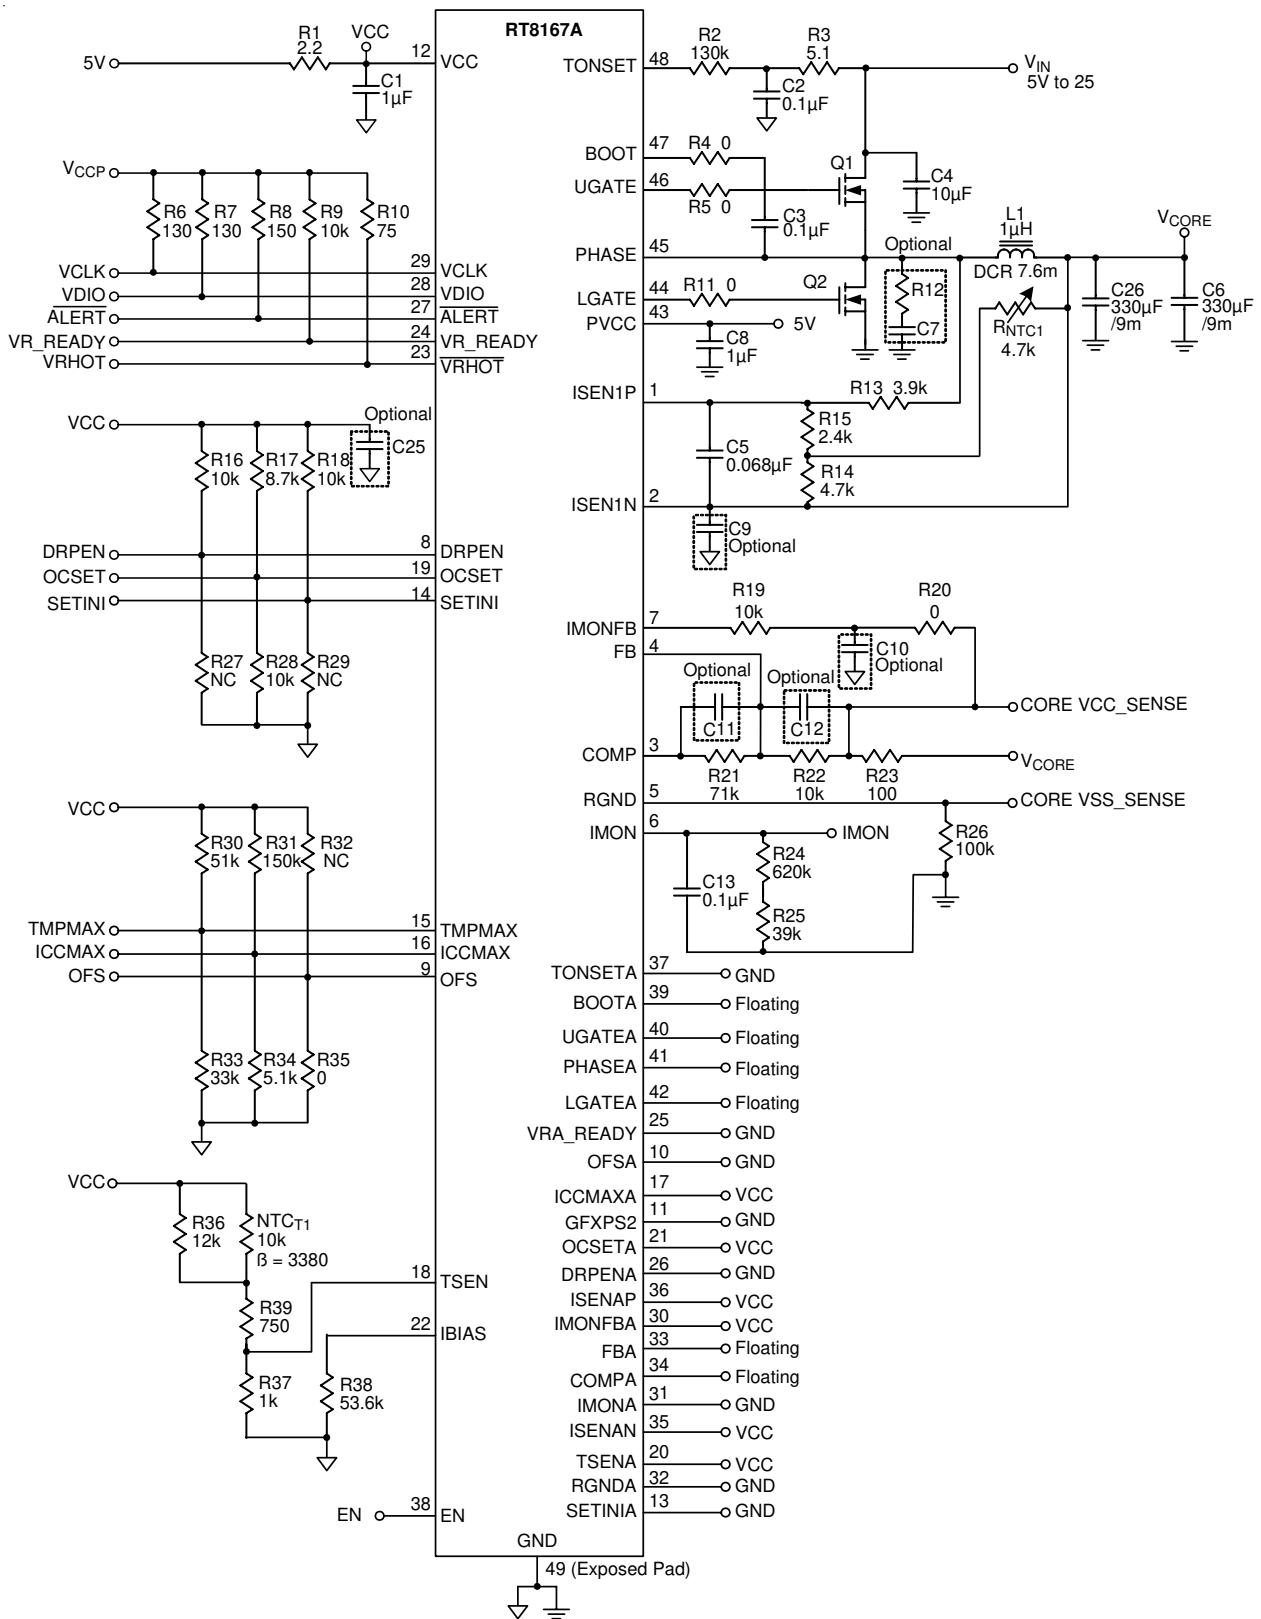 RT8167A
R1
2.2
VCC
5V
12
VCC
C1
1µF
VCCP
R6
130
R7
130
R8
150
R9
10k
R10
75
VCLK
29
VCLK
VDIO
28
VDIO
ALERT
27
ALERT
VR_READY
24
VR_READY
VRHOT
23
VRHOT
VCC
Optional
C25
R16
10k
R17
8.7k
R18
10k
DRPEN
8
DRPEN
OCSET
19
OCSET
SETINI
14
SETINI
R27
NC
R28
10k
R29
NC
VCC
R30
51k
R31
150k
R32
NC
TMPMAX
15
TMPMAX
ICCMAX
16
ICCMAX
OFS
9
OFS
R33
33k
R34
5.1k
R35
0
VCC
R36
12k
NTCT1
10k
ß = 3380
18
TSEN
R39
750
22
IBIAS
R37
1k
R38
53.6k
EN
38
EN
GND
49 (Exposed Pad)
TONSET
48
R2
130k
R3
5.1
VIN
5V to 25
C2
0.1µF
BOOT
47
R4 0
UGATE
46
R5 0
Q1
C4
10µF
C3
0.1µF
PHASE
45
Optional
L1
1µH
DCR 7.6m
VCORE
LGATE
44
R11 0
Q2
R12
C7
PVCC
43
5V
C8
1µF
RNTC1
4.7k
C26
330µF
/9m
C6
330µF
/9m
ISEN1P
1
R13 3.9k
R15
2.4k
C5
0.068µF
R14
4.7k
ISEN1N
2
C9
Optional
IMONFB
7
R19
10k
R20
0
FB
4
C10
Optional
Optional
C11
Optional
C12
CORE VCC_SENSE
COMP
3
R21
71k
R22
10k
R23
100
VCORE
RGND
5
CORE VSS_SENSE
IMON
6
IMON
R26
100k
R24
620k
C13
0.1µF
R25
39k
TONSETA
37
GND
BOOTA
39
Floating
UGATEA
40
Floating
PHASEA
41
Floating
LGATEA
42
Floating
VRA_READY
25
GND
OFSA
10
GND
ICCMAXA
17
VCC
GFXPS2
11
GND
OCSETA
21
VCC
DRPENA
26
GND
ISENAP
36
VCC
IMONFBA
30
VCC
FBA
33
Floating
COMPA
34
Floating
IMONA
31
GND
ISENAN
35
VCC
TSENA
20
VCC
RGNDA
32
GND
SETINIA
13
GND